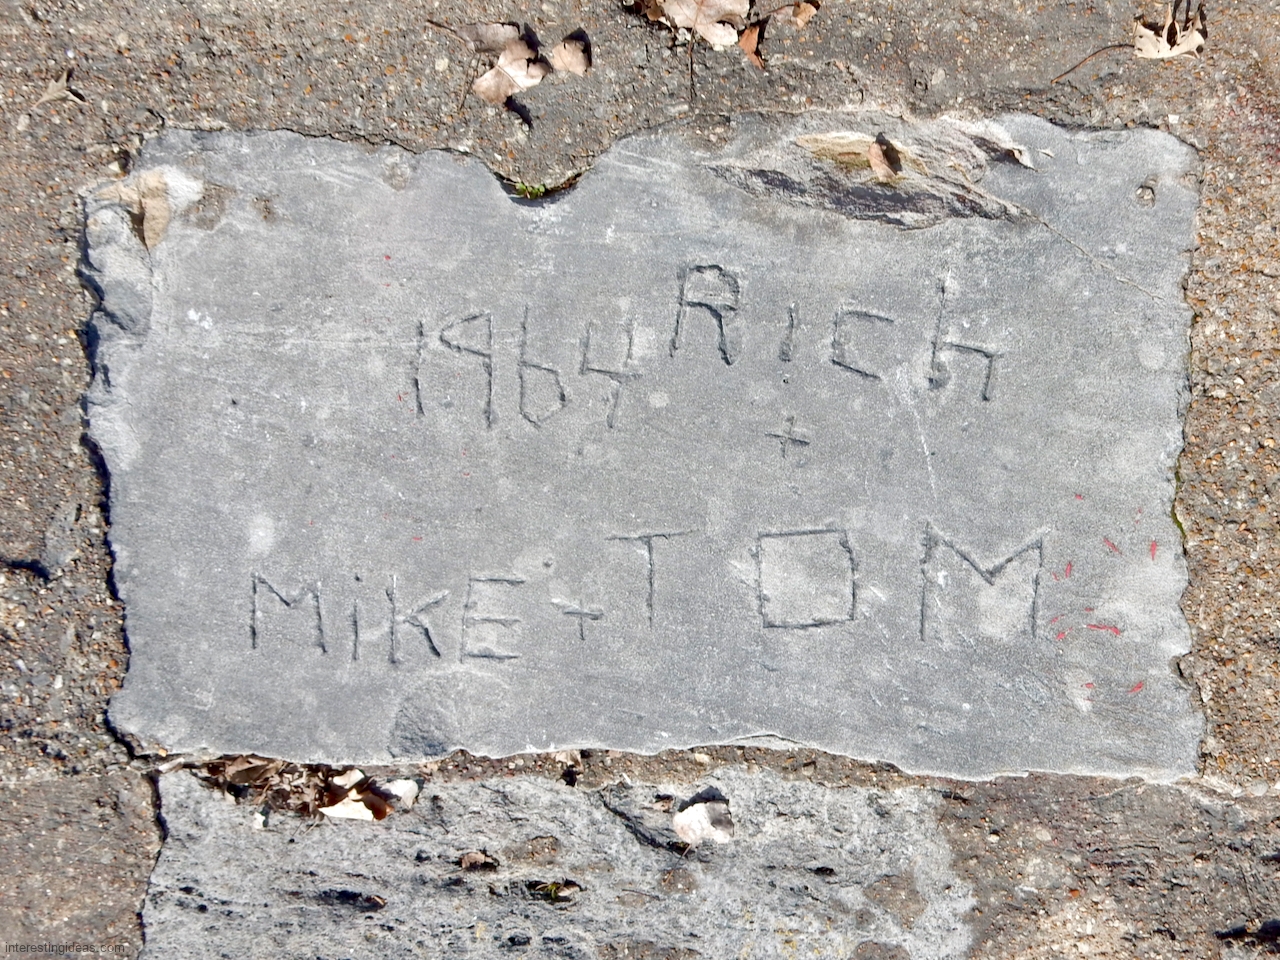 1964 RicH
+
MiKE + TOM
interestingideas.com